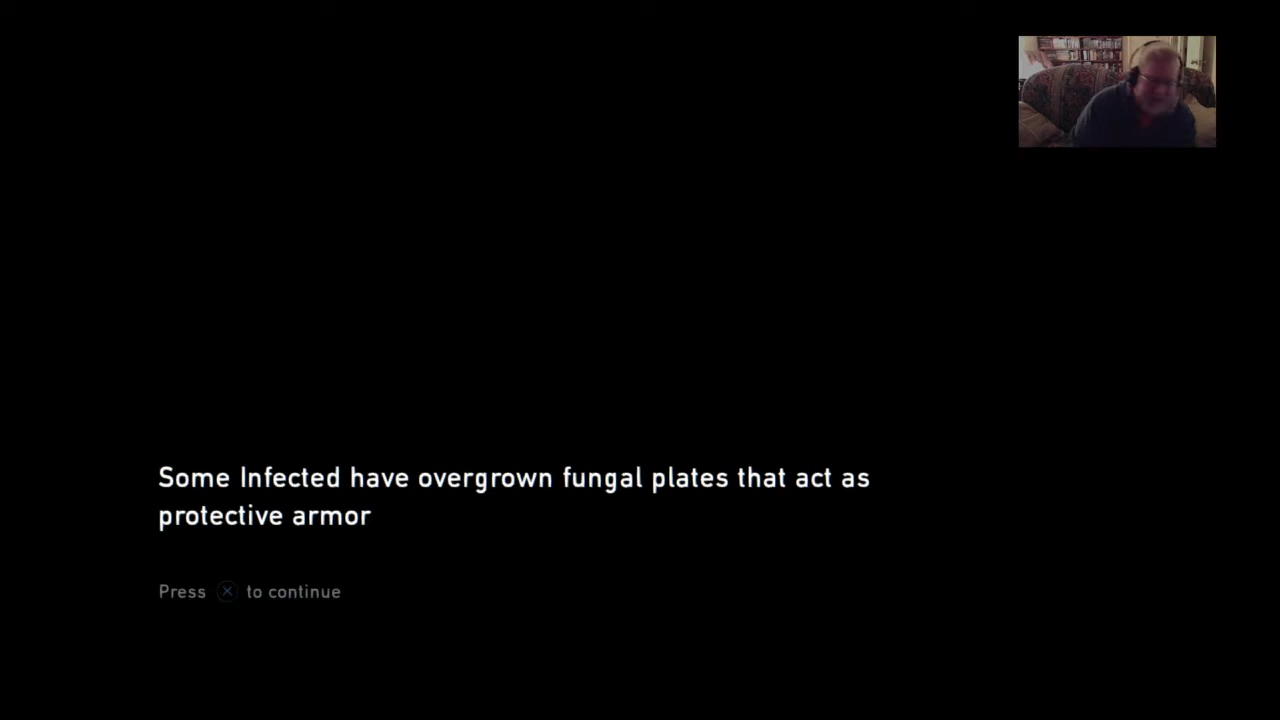 Some Infected have overgrown fungal plates that act as
protective armor
Press ⓧ to continue